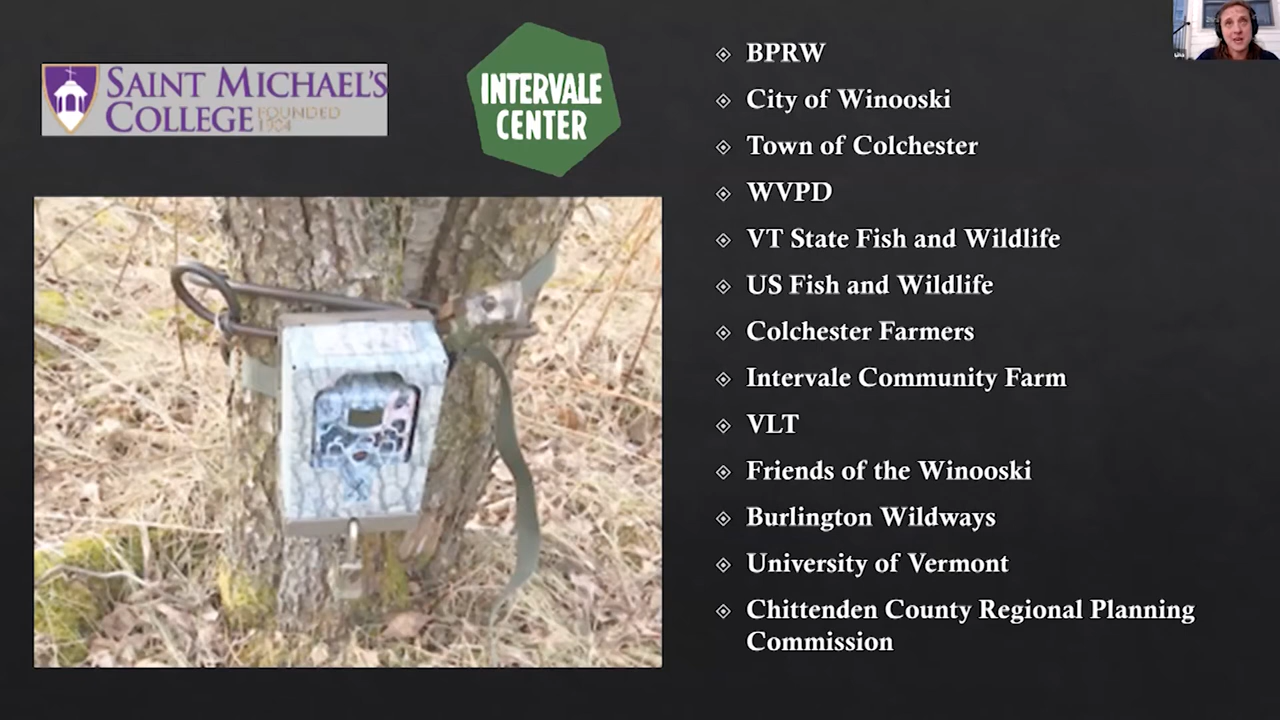 SAINT MICHAEL'S
COLLEGE FOUNDED
1904
INTERVALE
CENTER
BPRW
City of Winooski
Town of Colchester
WVPD
VT State Fish and Wildlife
US Fish and Wildlife
Colchester Farmers
Intervale Community Farm
VLT
Friends of the Winooski
Burlington Wildways
University of Vermont
Chittenden County Regional Planning
Commission